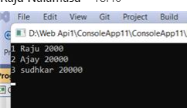 File Edit View Git Project Build
D:\Web Api1\ConsoleApp11\ConsoleApp11\
1 Raju 2000
2 Ajay 20000
3 sudhkar 20000